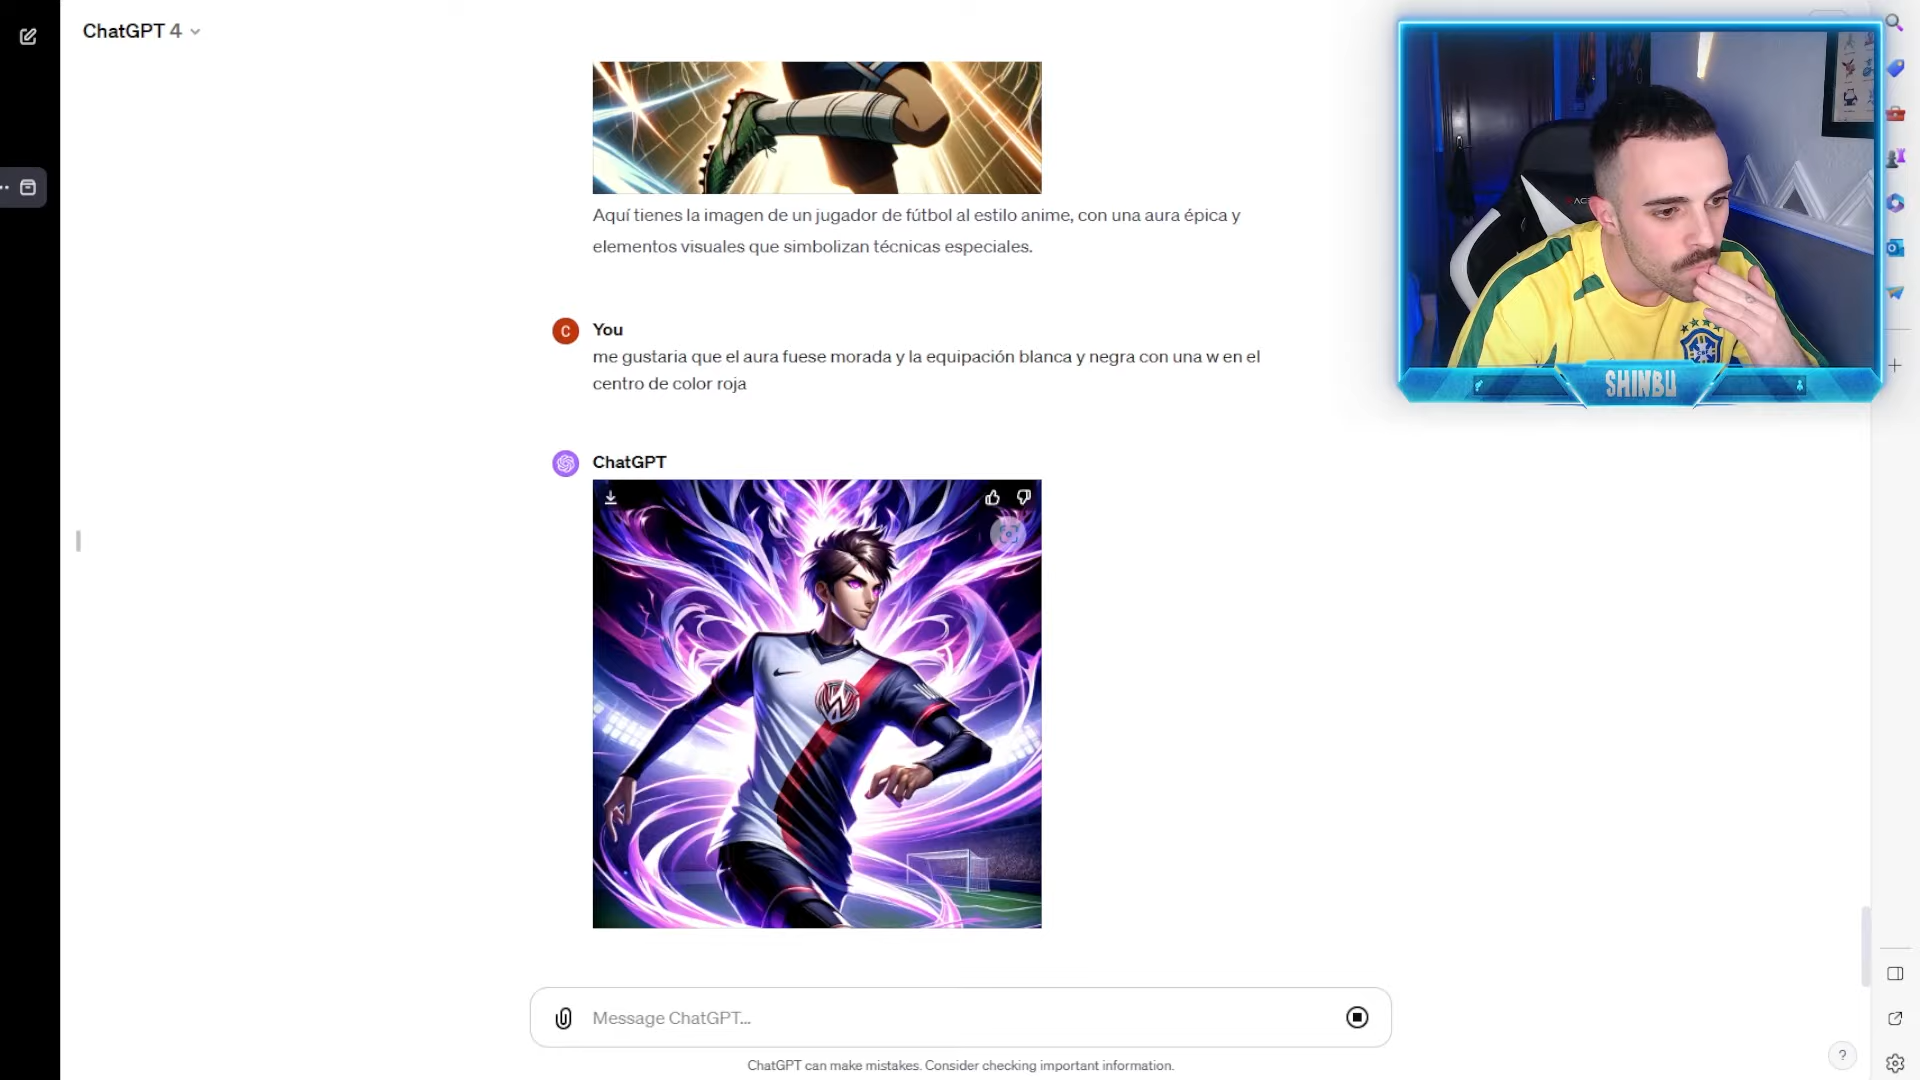 ChatGPT 4
Aquí tienes la imagen de un jugador de fútbol al estilo anime, con una aura épica y
elementos visuales que simbolizan técnicas especiales.
C
You
me gustaria que el aura fuese morada y la equipación blanca y negra con una w en el
centro de color roja
ChatGPT
W
Message ChatGPT...
ChatGPT can make mistakes. Consider checking important information.
?
SHINBU